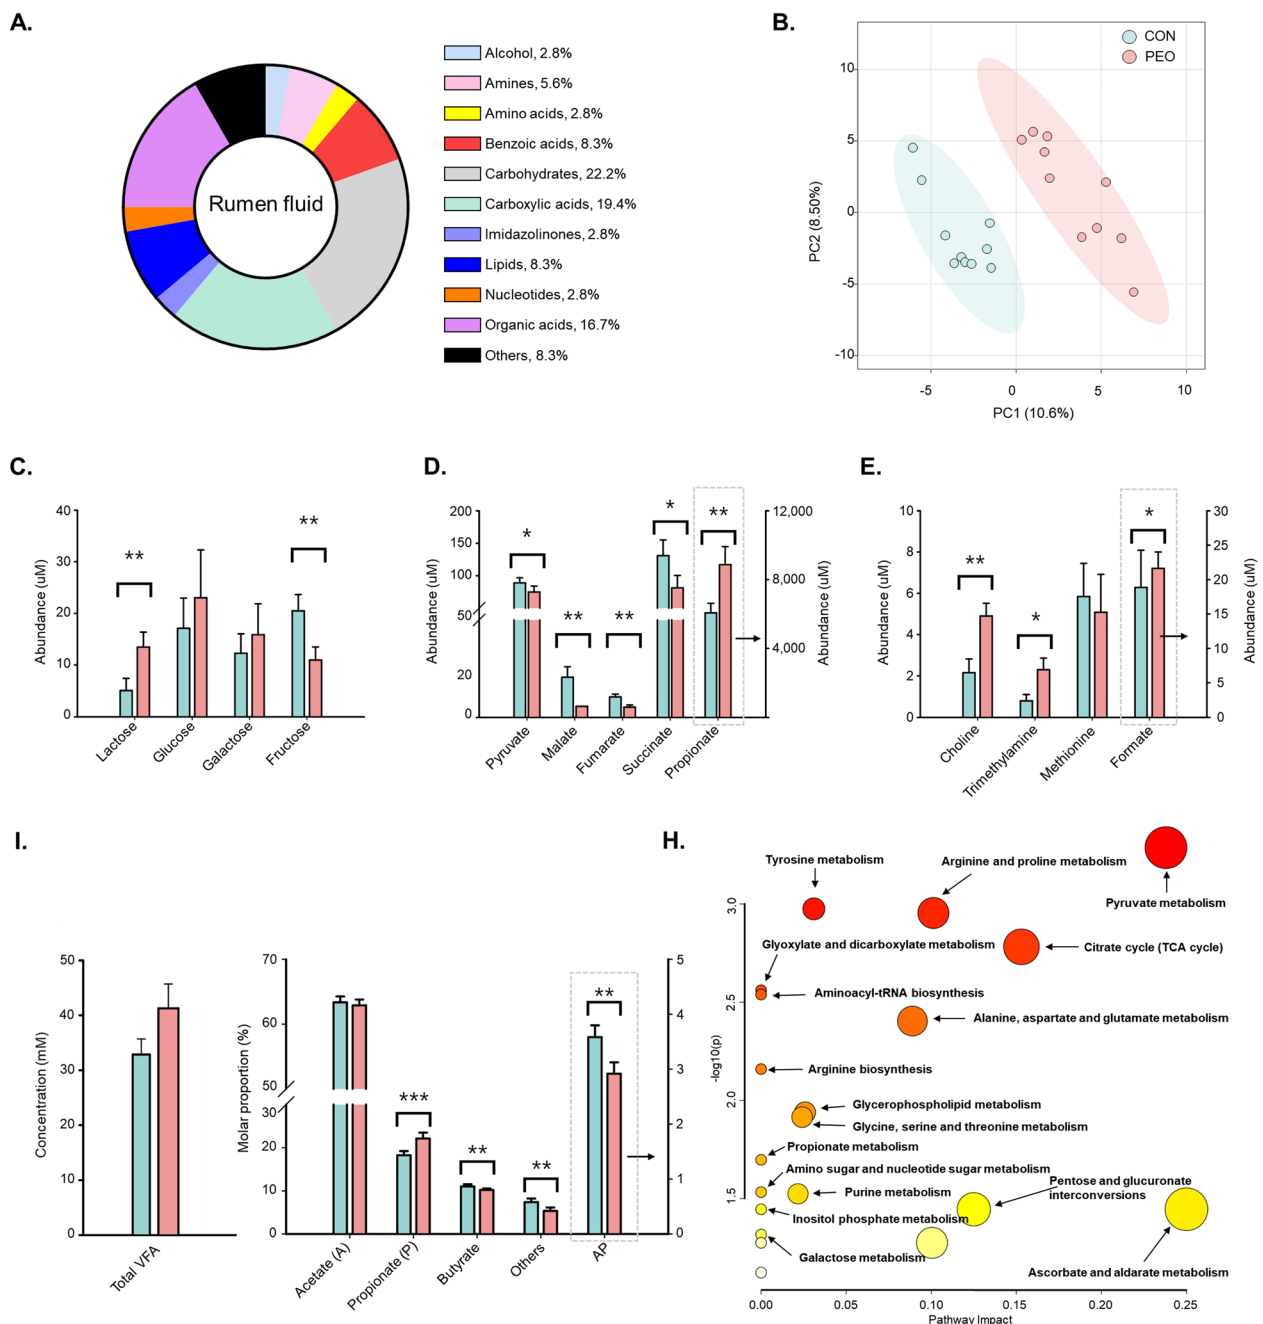 A.
Rumen fluid
Alcohol, 2.8%
Amines, 5.6%
Amino acids, 2.8%
Benzoic acids, 8.3%
Carbohydrates, 22.2%
Carboxylic acids, 19.4%
Imidazolinones, 2.8%
Lipids, 8.3%
Nucleotides, 2.8%
Organic acids, 16.7%
Others, 8.3%
B.
CON
PEO
10
5
0
-5
-10
PC2 (8.50%)
-5
0
5
10
PC1 (10.6%)
C.
40
30
20
10
0
Abundance (uM)
**
**
Lactose
Glucose
Galactose
Fructose
D.
200
150
100
50
20
0
Abundance (uM)
*
**
**
*
**
12,000
8,000
4,000
Abundance (uM)
Pyruvate
Malate
Fumarate
Succinate
Propionate
E.
10
8
6
4
2
0
Abundance (uM)
**
*
*
30
25
20
15
10
5
0
Abundance (uM)
Choline
Trimethylamine
Methionine
Formate
I.
50
40
30
20
10
0
Concentration (mM)
Total VFA
70
60
50
30
20
10
0
Molar proportion (%)
***
**
**
**
5
4
3
2
1
0
Acetate (A)
Propionate (P)
Butyrate
Others
AP
H.
Tyrosine metabolism
Arginine and proline metabolism
Pyruvate metabolism
Glyoxylate and dicarboxylate metabolism
Citrate cycle (TCA cycle)
Aminoacyl-tRNA biosynthesis
Alanine, aspartate and glutamate metabolism
Arginine biosynthesis
Glycerophospholipid metabolism
Glycine, serine and threonine metabolism
Propionate metabolism
Amino sugar and nucleotide sugar metabolism
Purine metabolism
Pentose and glucuronate
interconversions
Inositol phosphate metabolism
Galactose metabolism
Ascorbate and aldarate metabolism
3.0
2.5
2.0
1.5
-log10(p)
0.00
0.05
0.10
0.15
0.20
0.25
Pathway Impact